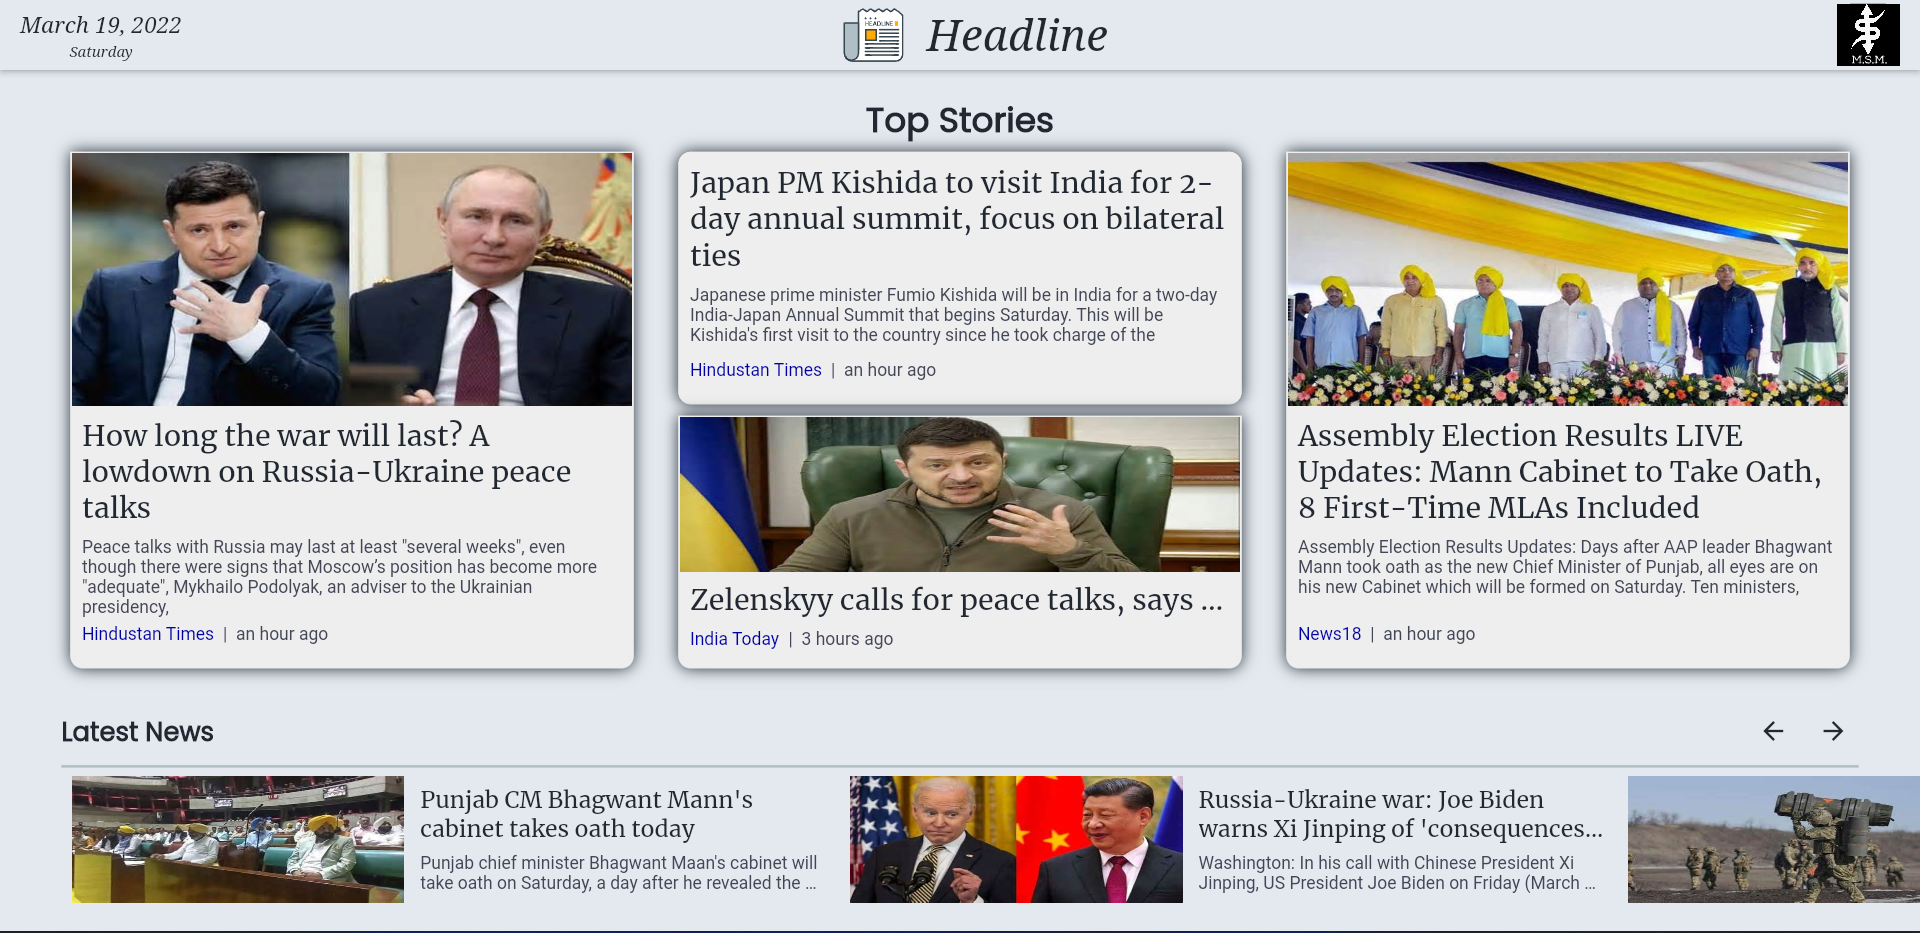 March 19, 2022
Saturday
HEADLINE
Headline
M.S.M.
Top Stories
How long the war will last? A
lowdown on Russia-Ukraine peace
talks
Peace talks with Russia may last at least "several weeks", even
though there were signs that Moscow’s position has become more
"adequate", Mykhailo Podolyak, an adviser to the Ukrainian
presidency,
Hindustan Times | an hour ago
Japan PM Kishida to visit India for 2-
day annual summit, focus on bilateral
ties
Japanese prime minister Fumio Kishida will be in India for a two-day
India-Japan Annual Summit that begins Saturday. This will be
Kishida's first visit to the country since he took charge of the
Hindustan Times | an hour ago
Zelenskyy calls for peace talks, says ...
India Today | 3 hours ago
Assembly Election Results LIVE
Updates: Mann Cabinet to Take Oath,
8 First-Time MLAs Included
Assembly Election Results Updates: Days after AAP leader Bhagwant
Mann took oath as the new Chief Minister of Punjab, all eyes are on
his new Cabinet which will be formed on Saturday. Ten ministers,
News18 | an hour ago
Latest News
Punjab CM Bhagwant Mann's
cabinet takes oath today
Punjab chief minister Bhagwant Maan's cabinet will
take oath on Saturday, a day after he revealed the ...
Russia-Ukraine war: Joe Biden
warns Xi Jinping of 'consequences...
Washington: In his call with Chinese President Xi
Jinping, US President Joe Biden on Friday (March ...